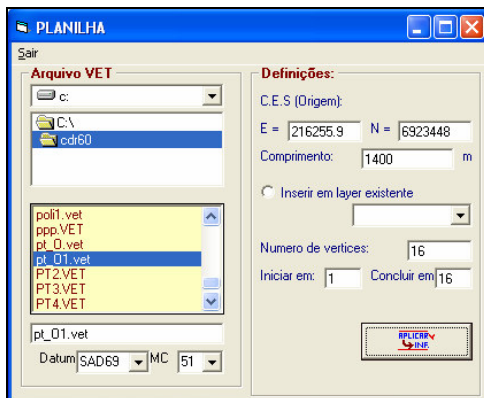 PLANILHA
Sair
Arquivo VET
c:
C:\
cdr60
poli1.vet
ppp.VET
pt_0.vet
pt_01.vet
PT2.VET
PT3.VET
PT4.VET
pt_01.vet
Datum SAD69 MC 51
Definições:
C.E.S (Origem):
E = 216255.9 N = 6923448
Comprimento: 1400 m
Inserir em layer existente
Numero de vertices: 16
Iniciar em: 1 Concluir em 16
APLICAR
INF.